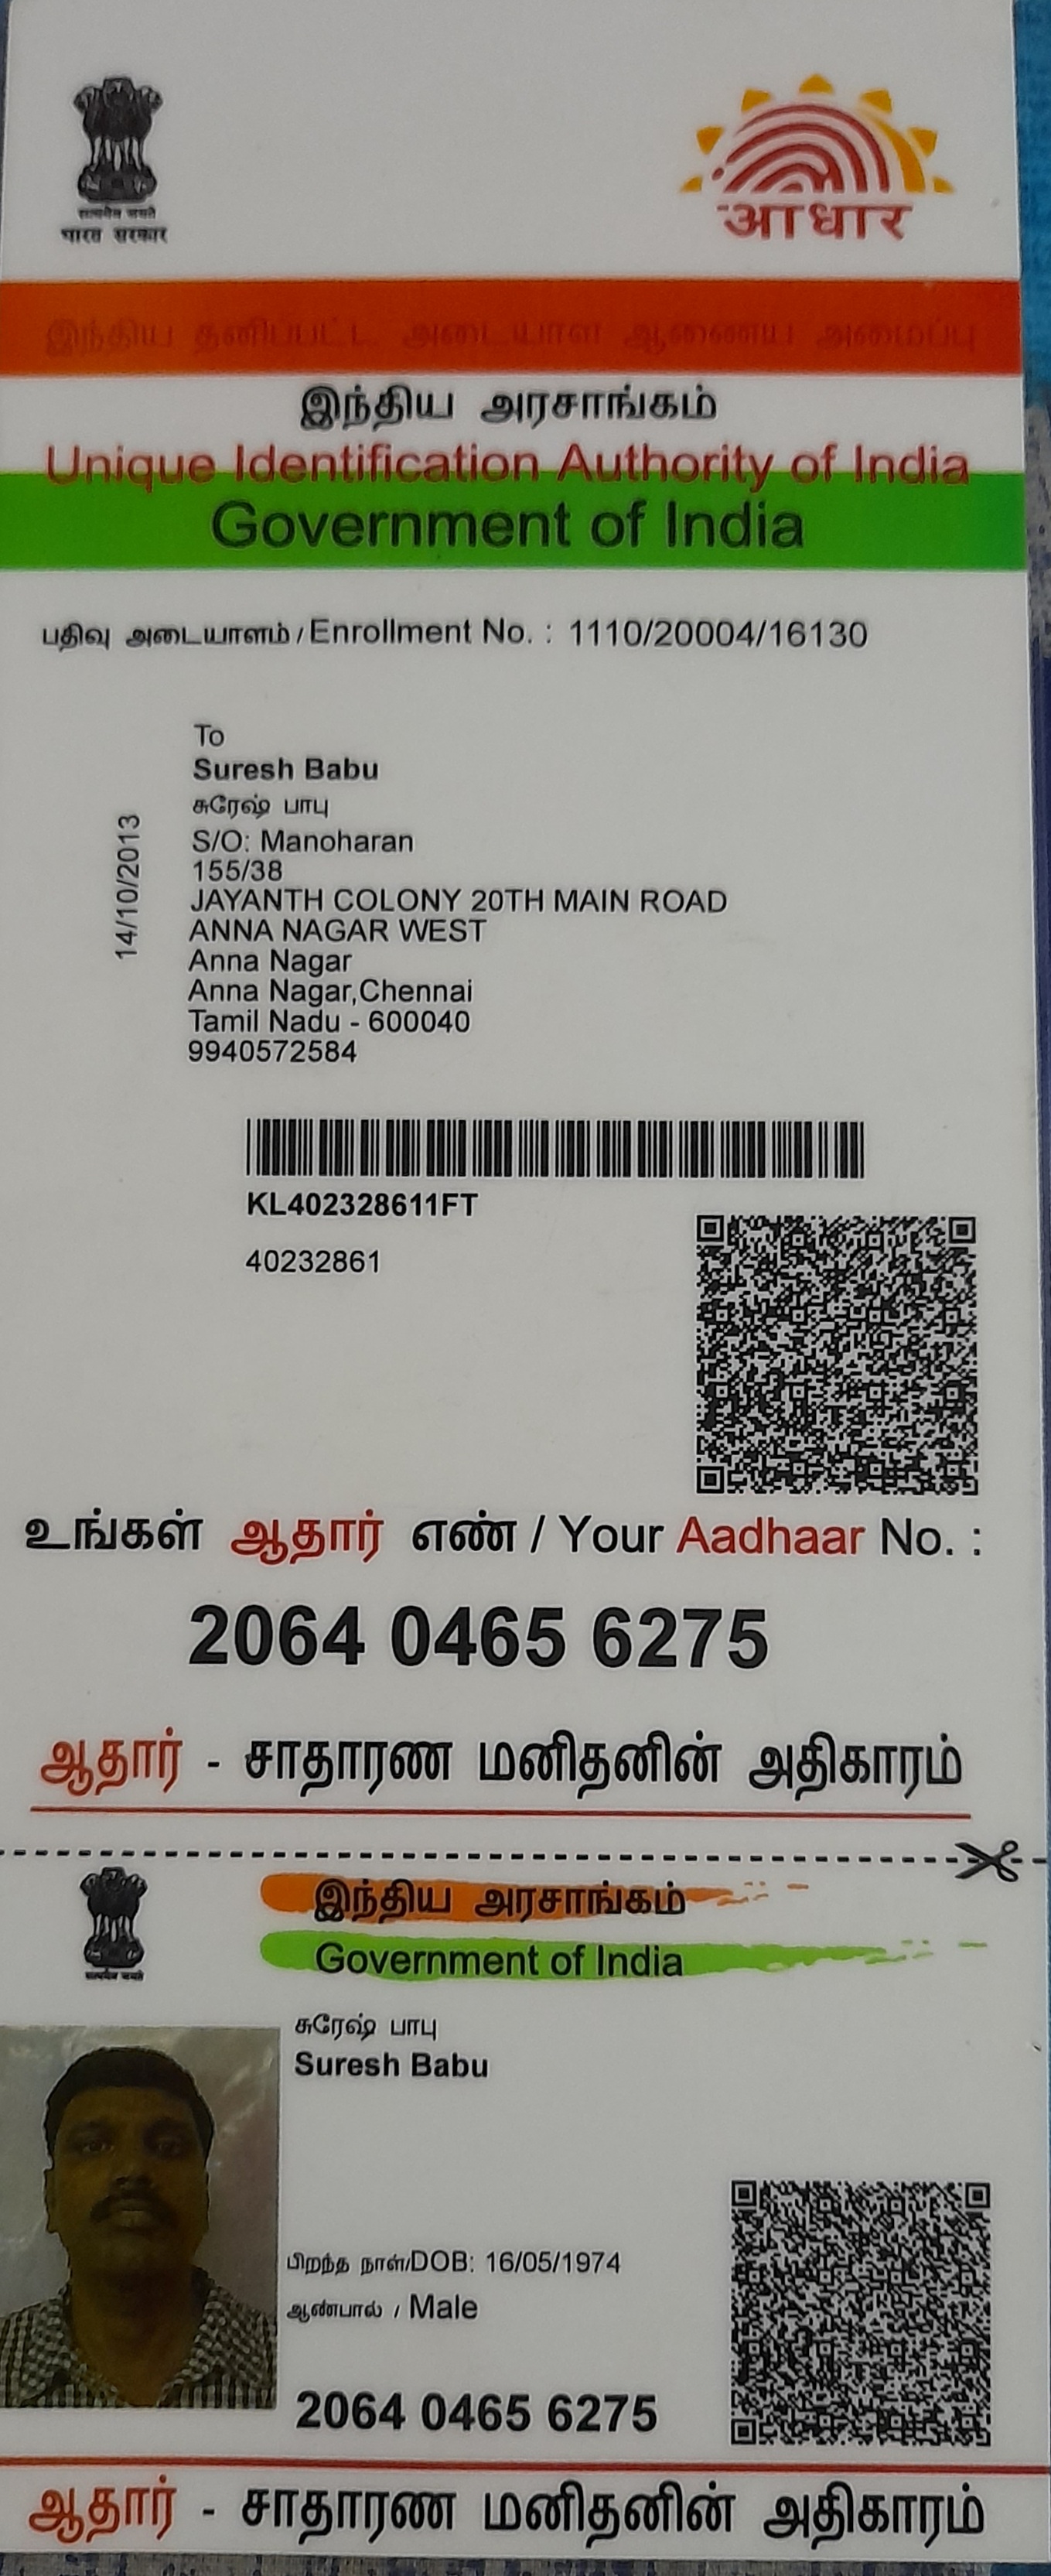 सत्यमेव जयते
भारत सरकार
आधार
இந்திய தனிப்பட்ட அடையாள ஆணைய அமைப்பு
இந்திய அரசாங்கம்
Unique Identification Authority of India
Government of India
பதிவு அடையாளம் / Enrollment No. : 1110/20004/16130
To
Suresh Babu
சுரேஷ் பாபு
S/O: Manoharan
155/38
JAYANTH COLONY 20TH MAIN ROAD
ANNA NAGAR WEST
Anna Nagar
Anna Nagar,Chennai
Tamil Nadu - 600040
9940572584
14/10/2013
KL402328611FT
40232861
உங்கள் ஆதார் எண் / Your Aadhaar No. :
2064 0465 6275
ஆதார் - சாதாரண மனிதனின் அதிகாரம்
இந்திய அரசாங்கம்
Government of India
सत्यमेव जयते
சுரேஷ் பாபு
Suresh Babu
பிறந்த நாள்/DOB: 16/05/1974
ஆண்பால் / Male
2064 0465 6275
ஆதார் - சாதாரண மனிதனின் அதிகாரம்